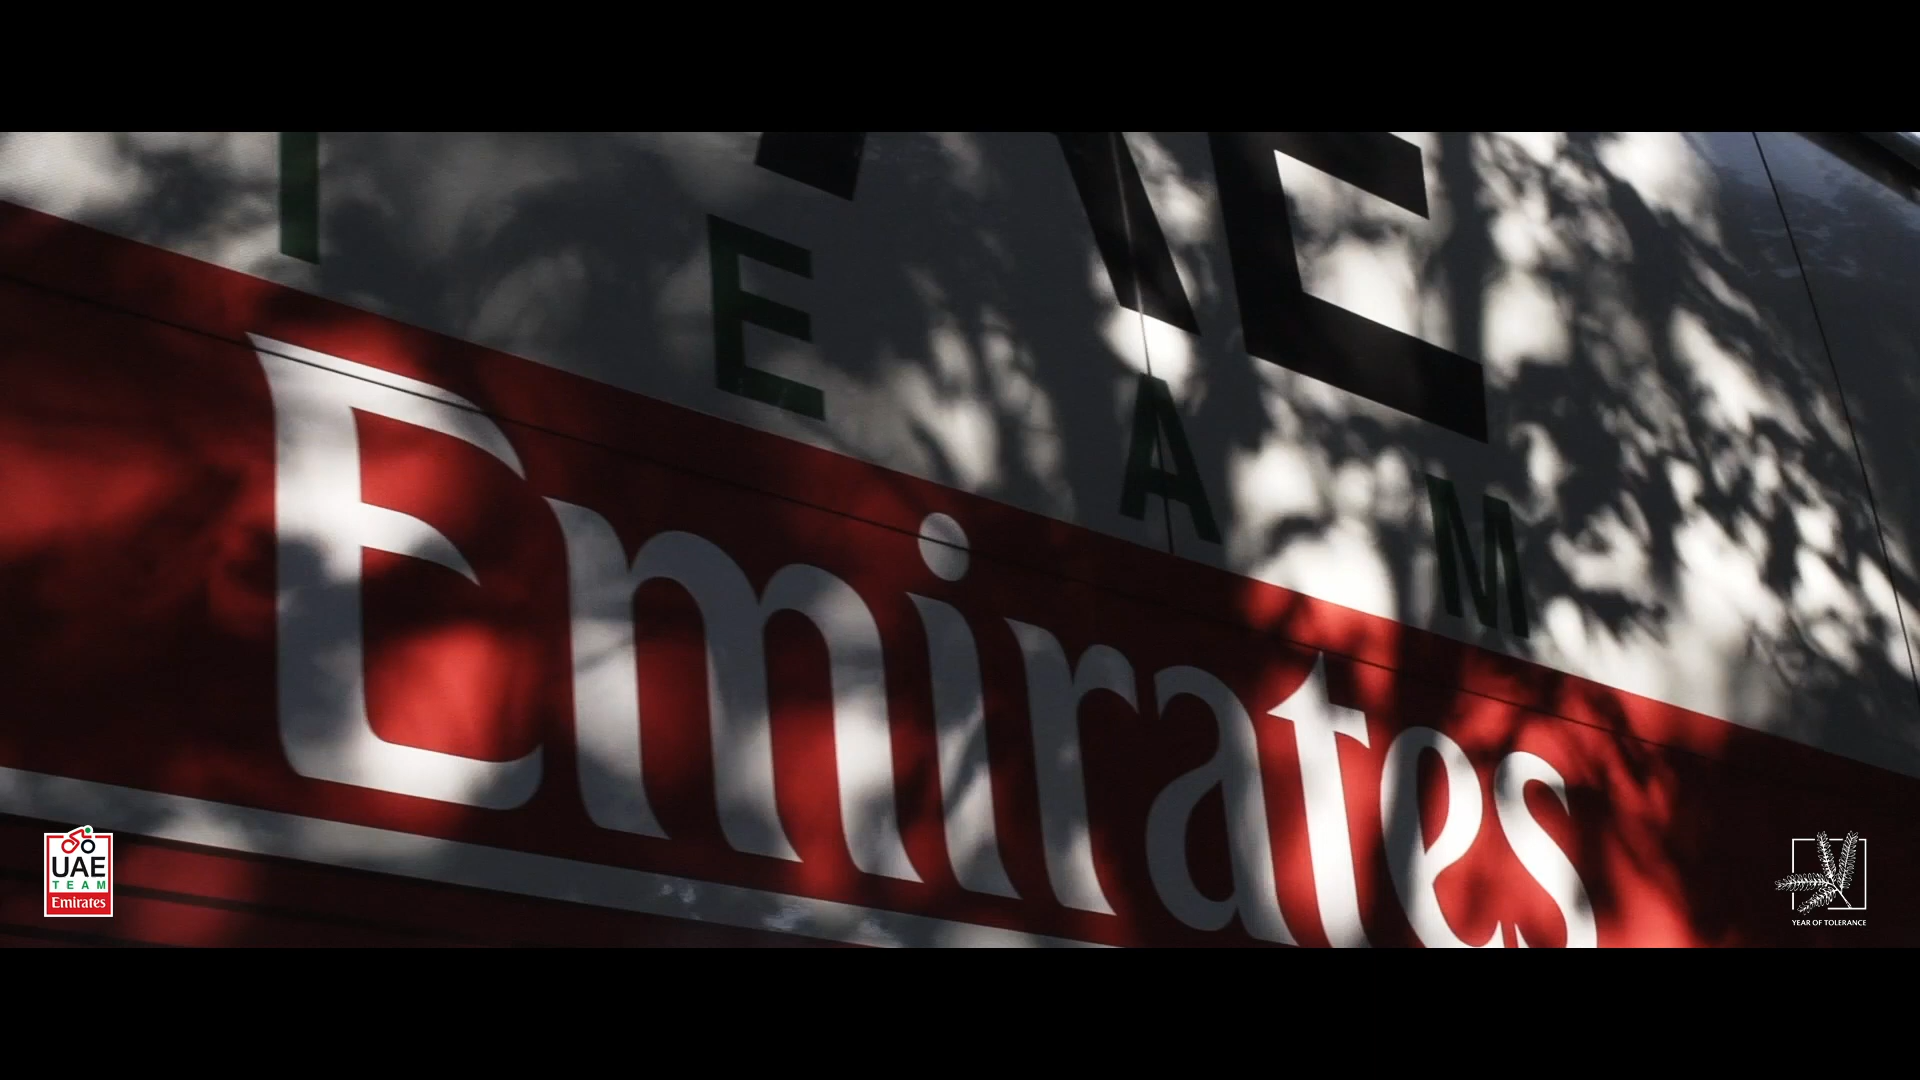 TEAM
Emirates
UAE
TEAM
Emirates
YEAR OF TOLERANCE